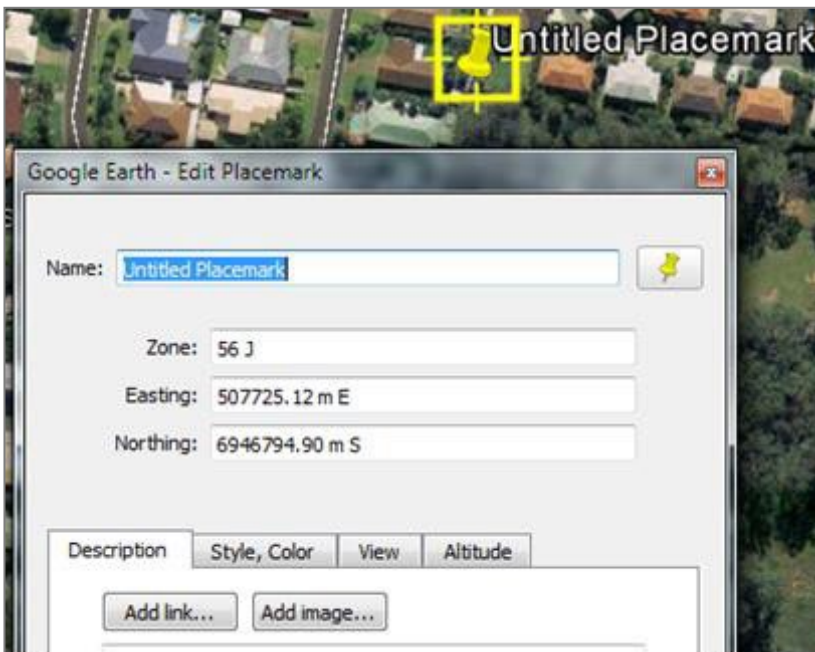 Untitled Placemark
Google Earth - Edit Placemark
Name: Untitled Placemark
Zone: 56 J
Easting: 507725.12 m E
Northing: 6946794.90 m S
Description Style, Color View Altitude
Add link... Add image...